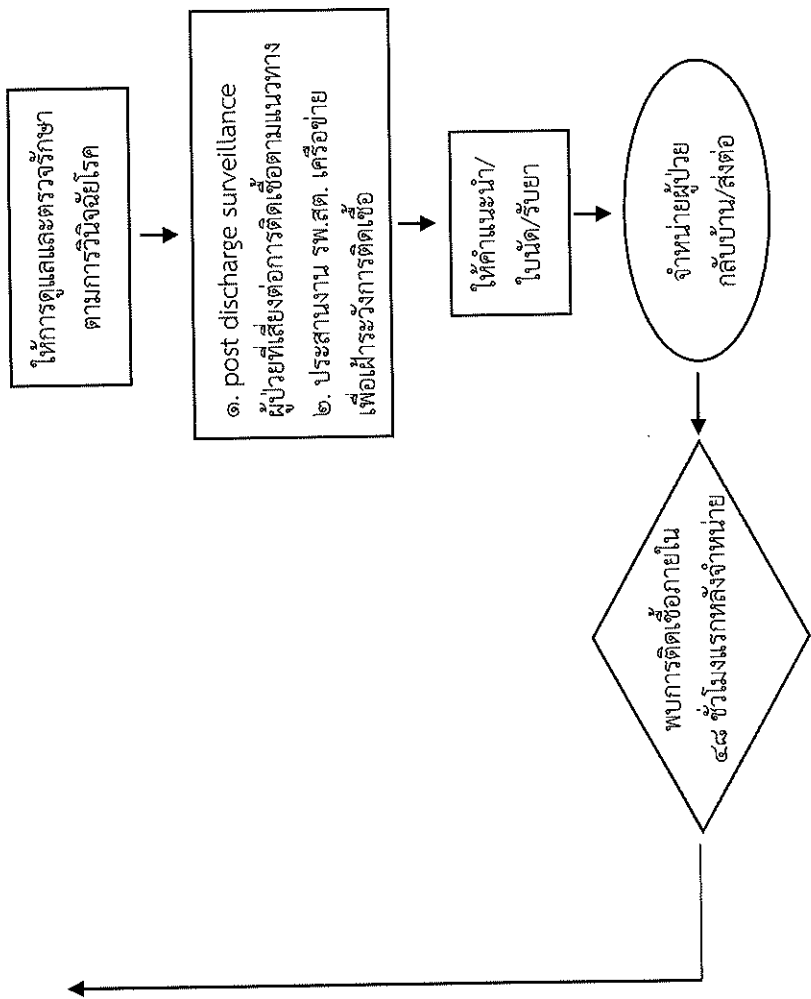 ให้การดูแลและตรวจรักษา
ตามการวินิจฉัยโรค
๑. post discharge surveillance
ผู้ป่วยที่เสี่ยงต่อการติดเชื้อตามแนวทาง
๒. ประสานงาน รพ.สต. เครือข่าย
เพื่อเฝ้าระวังการติดเชื้อ
ให้คำแนะนำ/
ใบนัด/รับยา
จำหน่ายผู้ป่วย
กลับบ้าน/ส่งต่อ
พบการติดเชื้อภายใน
๔๘ ชั่วโมงแรกหลังจำหน่าย